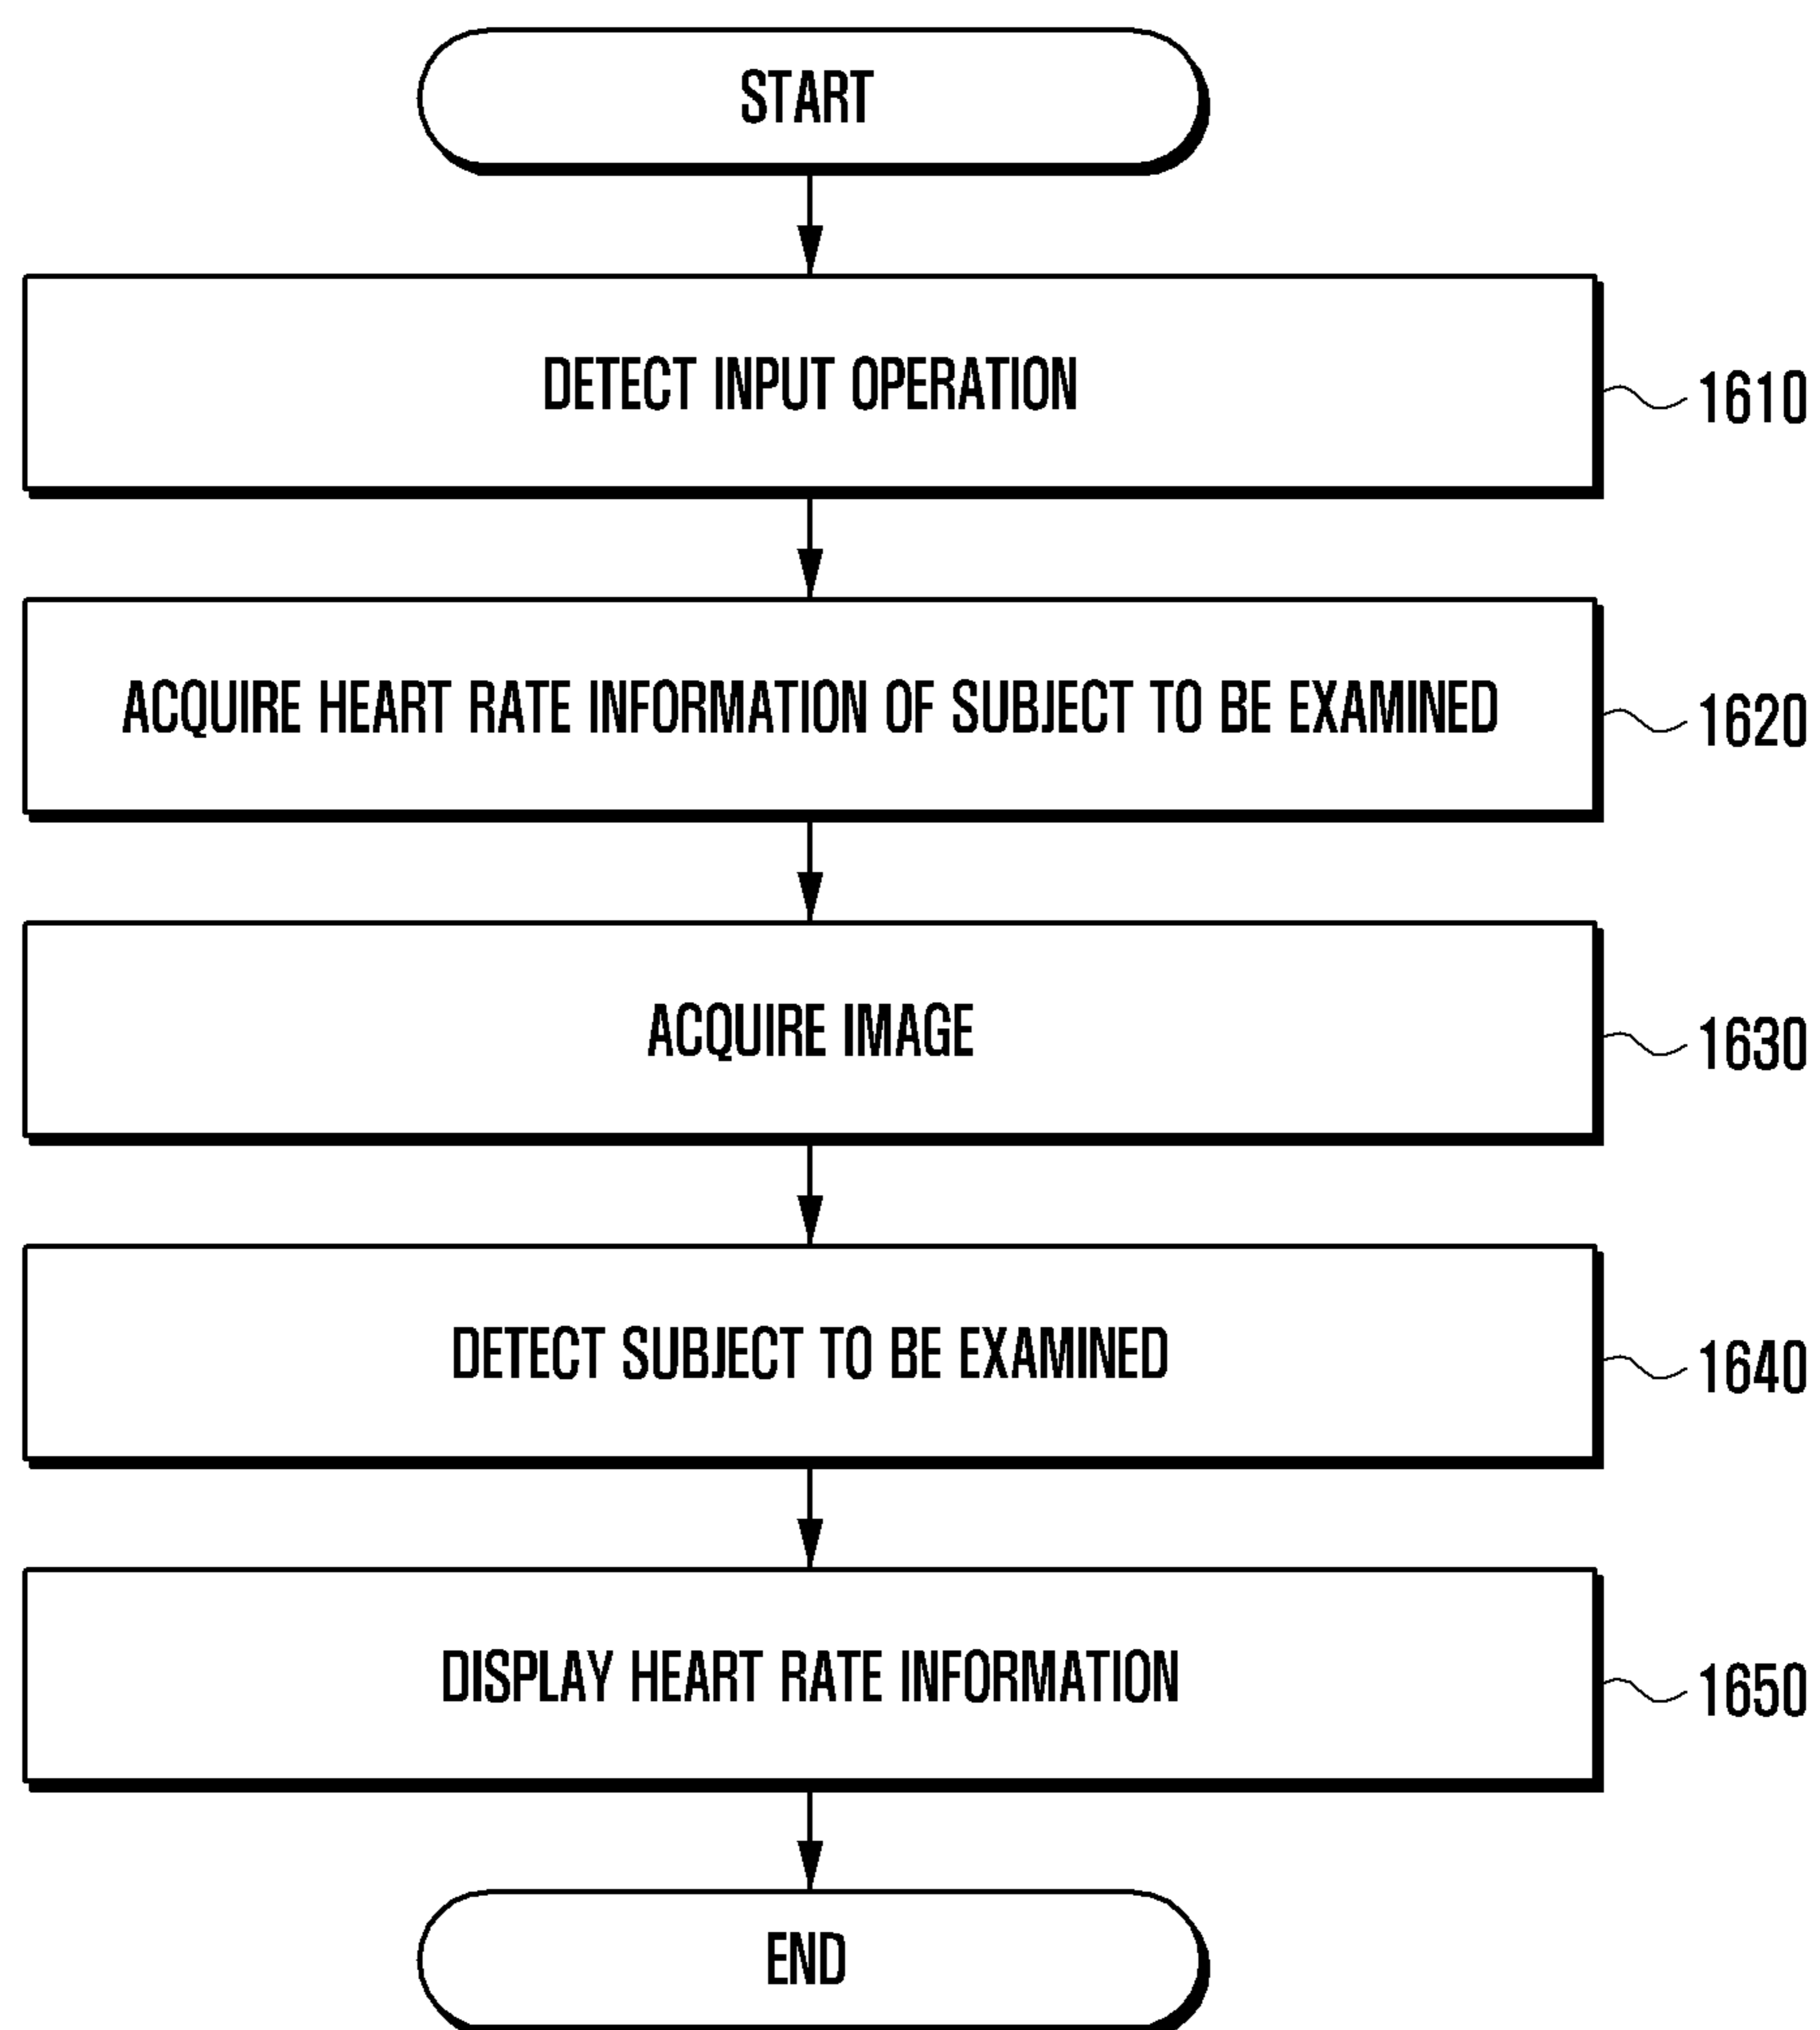 START
DETECT INPUT OPERATION
1610
ACQUIRE HEART RATE INFORMATION OF SUBJECT TO BE EXAMINED
1620
ACQUIRE IMAGE
1630
DETECT SUBJECT TO BE EXAMINED
1640
DISPLAY HEART RATE INFORMATION
1650
END